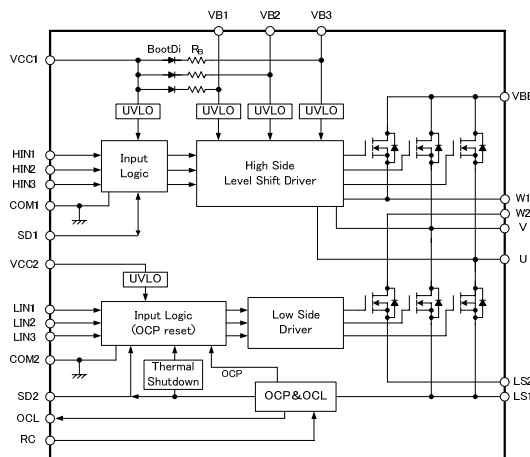 VB1 VB2 VB3
BootDi RB
VCC1
VBB
UVLO UVLO UVLO UVLO
HIN1
HIN2
HIN3
Input
Logic
High Side
Level Shift Driver
COM1
W1
W2
SD1
V
VCC2
U
UVLO
LIN1
LIN2
LIN3
Input Logic
(OCP reset)
Low Side
Driver
COM2
OCP
Thermal
Shutdown
LS2
SD2
OCP&OCL
LS1
OCL
RC